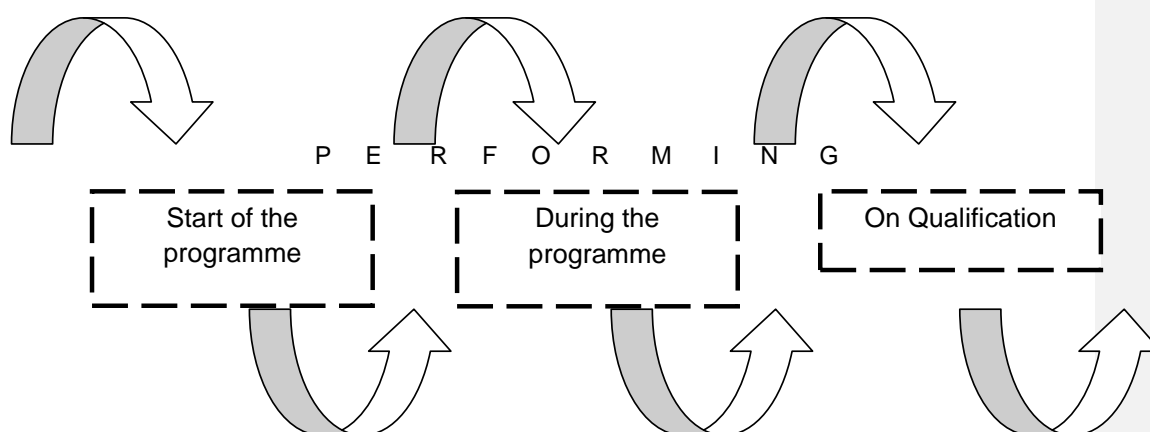 P E R F O R M I N G
Start of the
programme
During the
programme
On Qualification